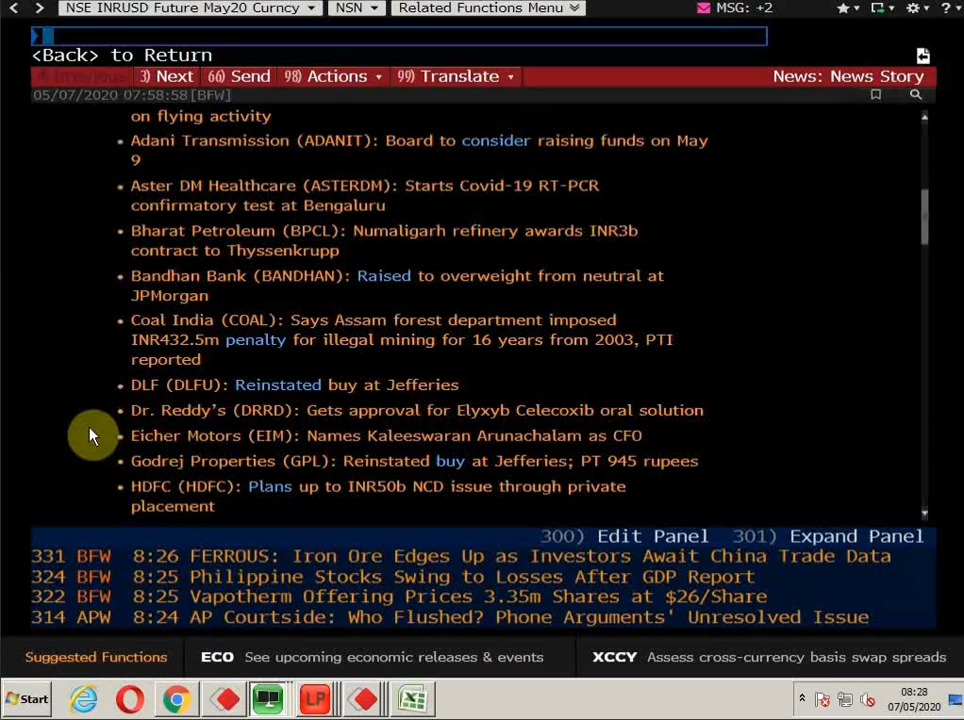 NSE INRUSD Future May20 Curncy NSN Related Functions Menu MSG: +2
<Back> to Return
Previous 3) Next 66) Send 98) Actions 99) Translate News: News Story
05/07/2020 07:58:58 [BFW]
on flying activity
• Adani Transmission (ADANIT): Board to consider raising funds on May
9
• Aster DM Healthcare (ASTERDM): Starts Covid-19 RT-PCR
confirmatory test at Bengaluru
• Bharat Petroleum (BPCL): Numaligarh refinery awards INR3b
contract to Thyssenkrupp
• Bandhan Bank (BANDHAN): Raised to overweight from neutral at
JPMorgan
• Coal India (COAL): Says Assam forest department imposed
INR432.5m penalty for illegal mining for 16 years from 2003, PTI
reported
• DLF (DLFU): Reinstated buy at Jefferies
• Dr. Reddy's (DRRD): Gets approval for Elyxyb Celecoxib oral solution
• Eicher Motors (EIM): Names Kaleeswaran Arunachalam as CFO
• Godrej Properties (GPL): Reinstated buy at Jefferies; PT 945 rupees
• HDFC (HDFC): Plans up to INR50b NCD issue through private
placement
300) Edit Panel 301) Expand Panel
331 BFW 8:26 FERROUS: Iron Ore Edges Up as Investors Await China Trade Data
324 BFW 8:25 Philippine Stocks Swing to Losses After GDP Report
322 BFW 8:25 Vapotherm Offering Prices 3.35m Shares at $26/Share
314 APW 8:24 AP Courtside: Who Flushed? Phone Arguments' Unresolved Issue
Suggested Functions ECO See upcoming economic releases & events XCCY Assess cross-currency basis swap spreads
Start LP 08:28
07/05/2020